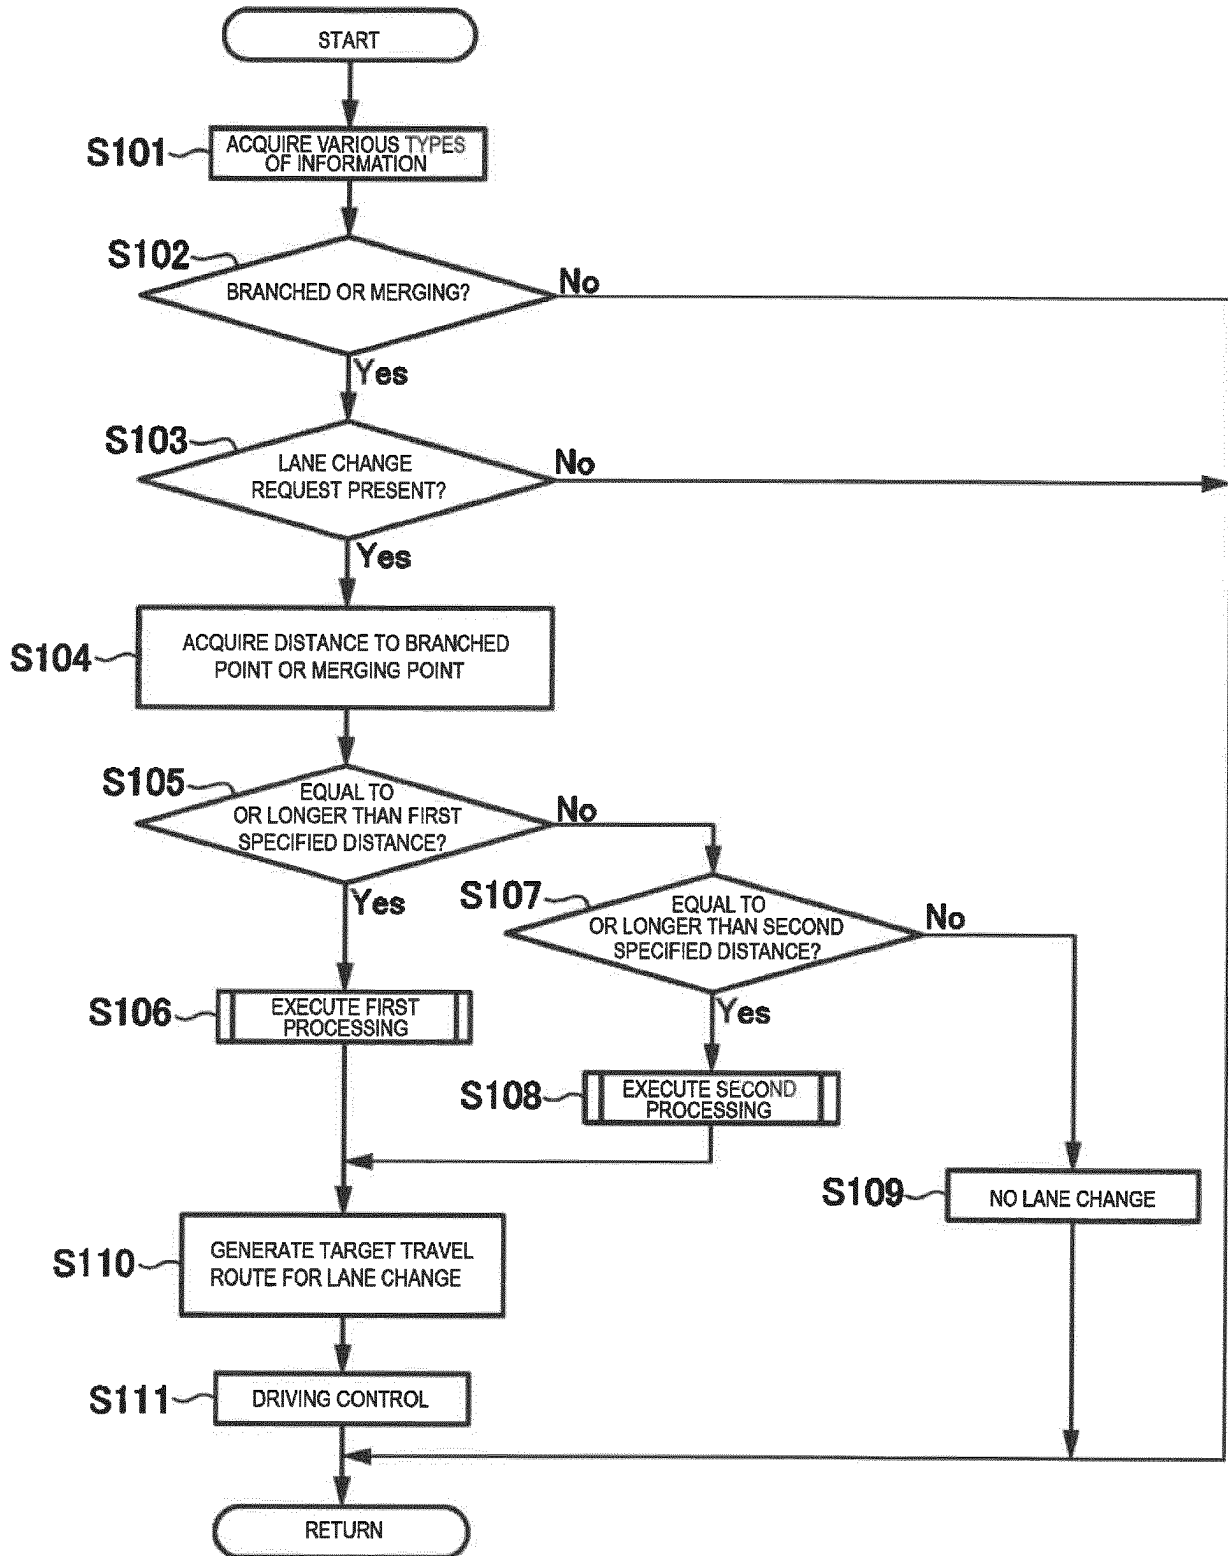 START
S101
ACQUIRE VARIOUS TYPES
OF INFORMATION
S102
BRANCHED OR MERGING?
No
Yes
S103
LANE CHANGE
REQUEST PRESENT?
No
Yes
S104
ACQUIRE DISTANCE TO BRANCHED
POINT OR MERGING POINT
S105
EQUAL TO
OR LONGER THAN FIRST
SPECIFIED DISTANCE?
No
Yes
S107
EQUAL TO
OR LONGER THAN SECOND
SPECIFIED DISTANCE?
No
Yes
S106
EXECUTE FIRST
PROCESSING
S108
EXECUTE SECOND
PROCESSING
S109
NO LANE CHANGE
S110
GENERATE TARGET TRAVEL
ROUTE FOR LANE CHANGE
S111
DRIVING CONTROL
RETURN